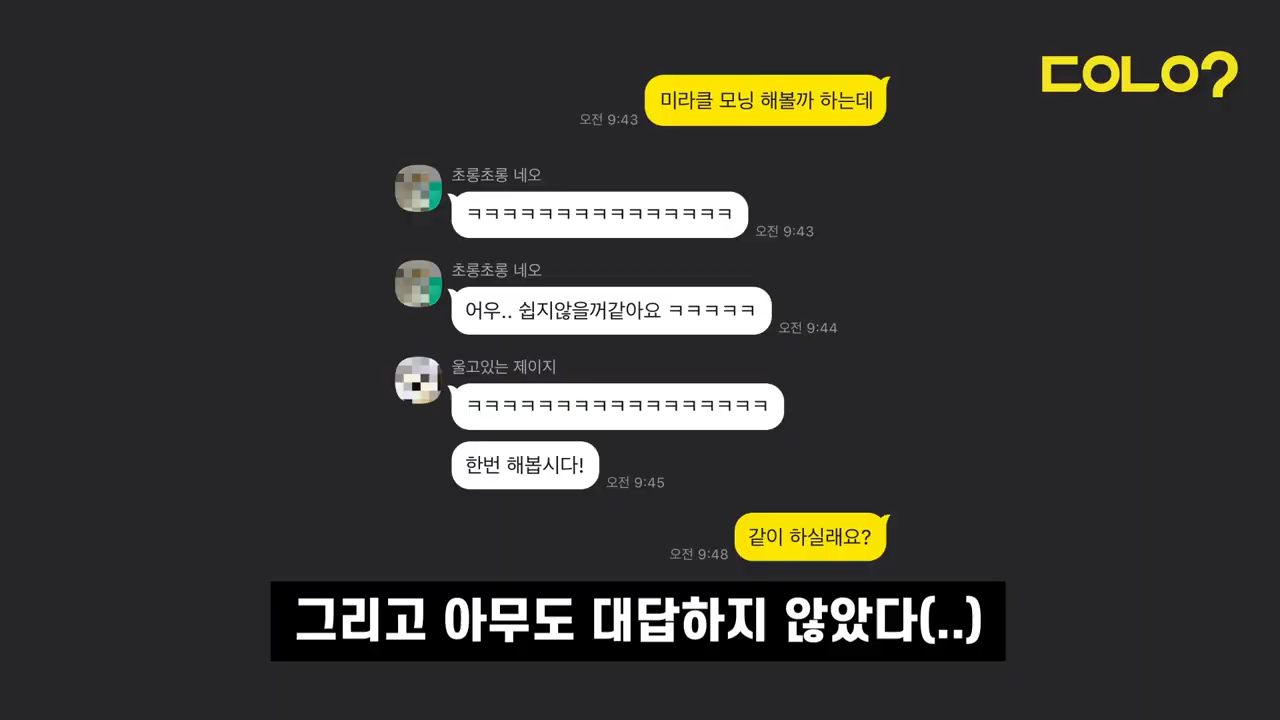 ㄷㅇㄴㅇ?
미라클 모닝 해볼까 하는데
오전 9:43
초롱초롱 네오
ㅋㅋㅋㅋㅋㅋㅋㅋㅋㅋㅋㅋㅋㅋㅋ
오전 9:43
초롱초롱 네오
어우.. 쉽지않을꺼같아요 ㅋㅋㅋㅋㅋ
오전 9:44
울고있는 제이지
ㅋㅋㅋㅋㅋㅋㅋㅋㅋㅋㅋㅋㅋㅋㅋㅋㅋ
한번 해봅시다!
오전 9:45
같이 하실래요?
오전 9:48
그리고 아무도 대답하지 않았다(..)